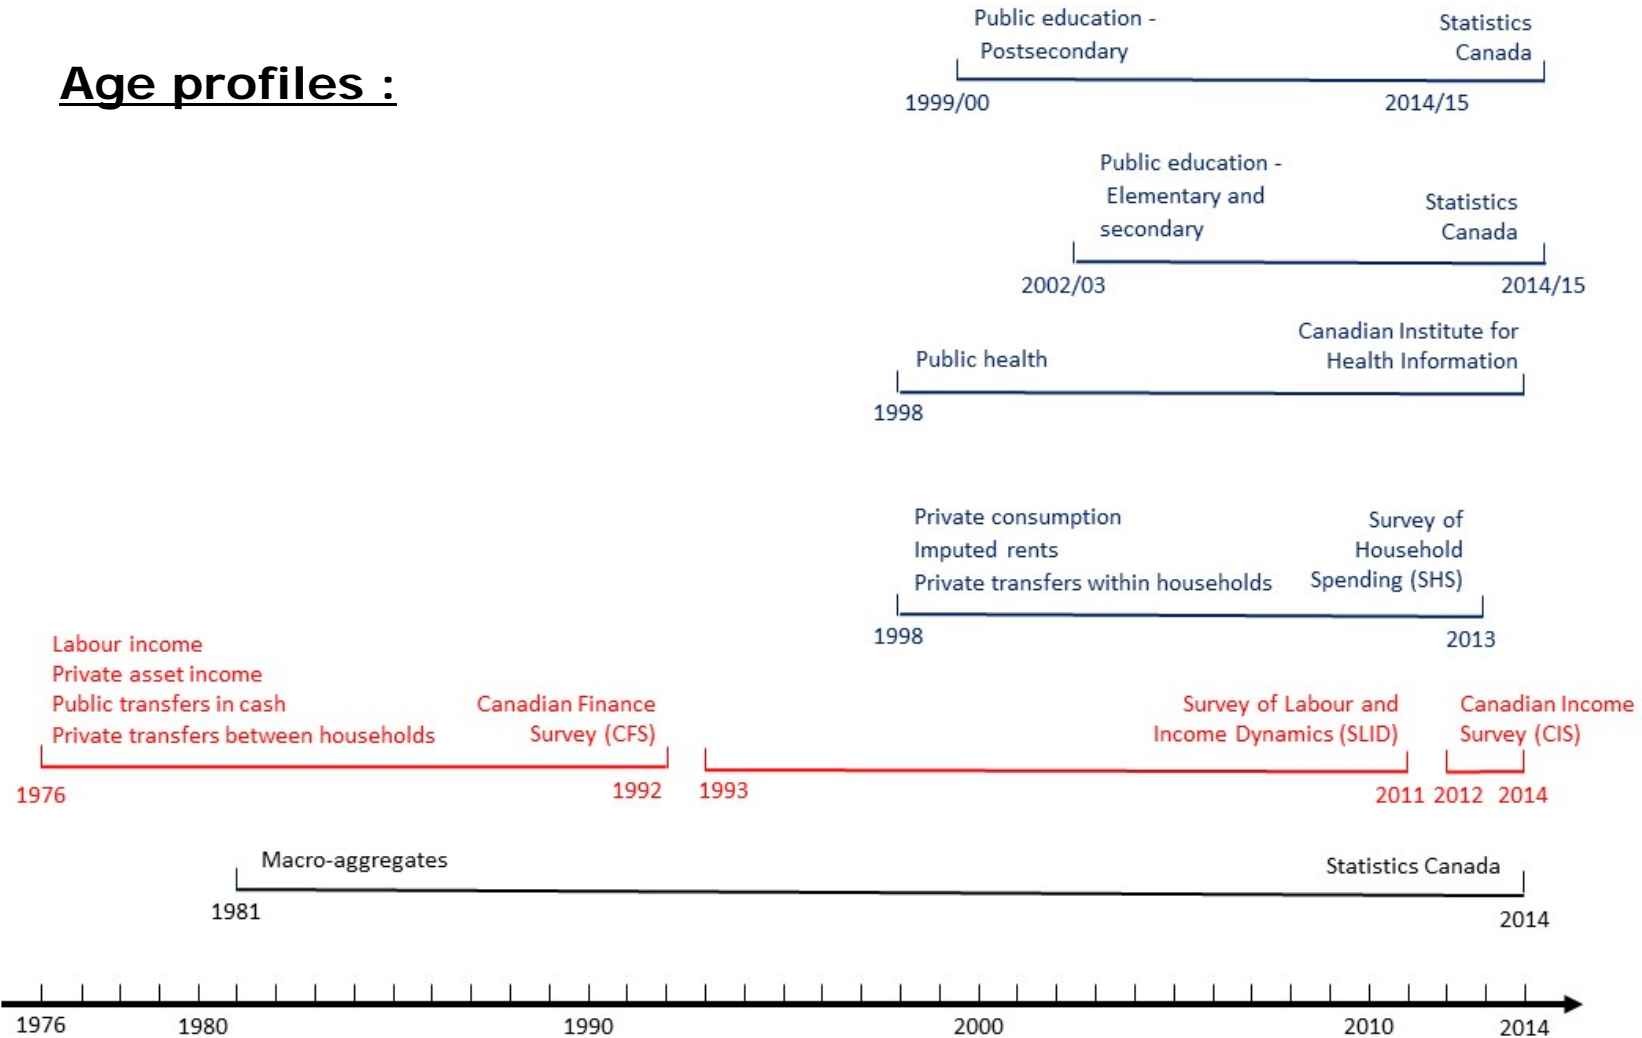 Age profiles :
Public education -
Postsecondary
Statistics
Canada
1999/00
2014/15
Public education -
Elementary and
secondary
Statistics
Canada
2002/03
2014/15
Public health
Canadian Institute for
Health Information
1998
Private consumption
Imputed rents
Private transfers within households
Survey of
Household
Spending (SHS)
1998
2013
Labour income
Private asset income
Public transfers in cash
Private transfers between households
Canadian Finance
Survey (CFS)
Survey of Labour and
Income Dynamics (SLID)
Canadian Income
Survey (CIS)
1976
1992
1993
2011
2012
2014
Macro-aggregates
Statistics Canada
1981
2014
1976
1980
1990
2000
2010
2014